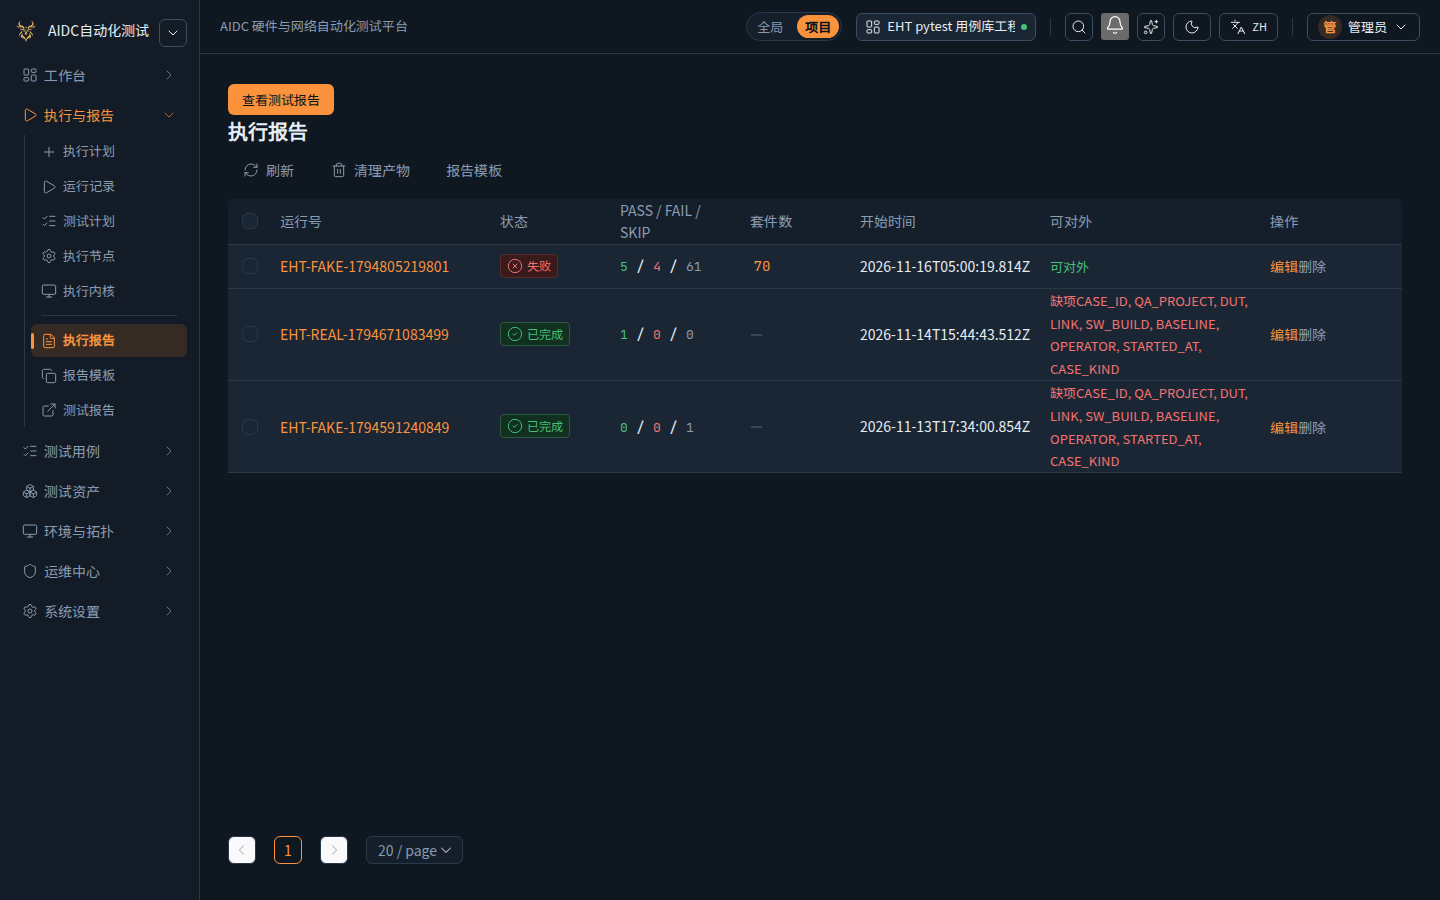 AIDC自动化测试
AIDC 硬件与网络自动化测试平台
全局
项目
EHT pytest 用例库工程
ZH
管
管理员
工作台
执行与报告
执行计划
运行记录
测试计划
执行节点
执行内核
执行报告
报告模板
测试报告
测试用例
测试资产
环境与拓扑
运维中心
系统设置
查看测试报告
执行报告
刷新
清理产物
报告模板
运行号
状态
PASS / FAIL /
SKIP
套件数
开始时间
可对外
操作
EHT-FAKE-1794805219801
失败
5 / 4 / 61
70
2026-11-16T05:00:19.814Z
可对外
编辑删除
EHT-REAL-1794671083499
已完成
1 / 0 / 0
—
2026-11-14T15:44:43.512Z
缺项CASE_ID, QA_PROJECT, DUT,
LINK, SW_BUILD, BASELINE,
OPERATOR, STARTED_AT,
CASE_KIND
编辑删除
EHT-FAKE-1794591240849
已完成
0 / 0 / 1
—
2026-11-13T17:34:00.854Z
缺项CASE_ID, QA_PROJECT, DUT,
LINK, SW_BUILD, BASELINE,
OPERATOR, STARTED_AT,
CASE_KIND
编辑删除
1
20 / page